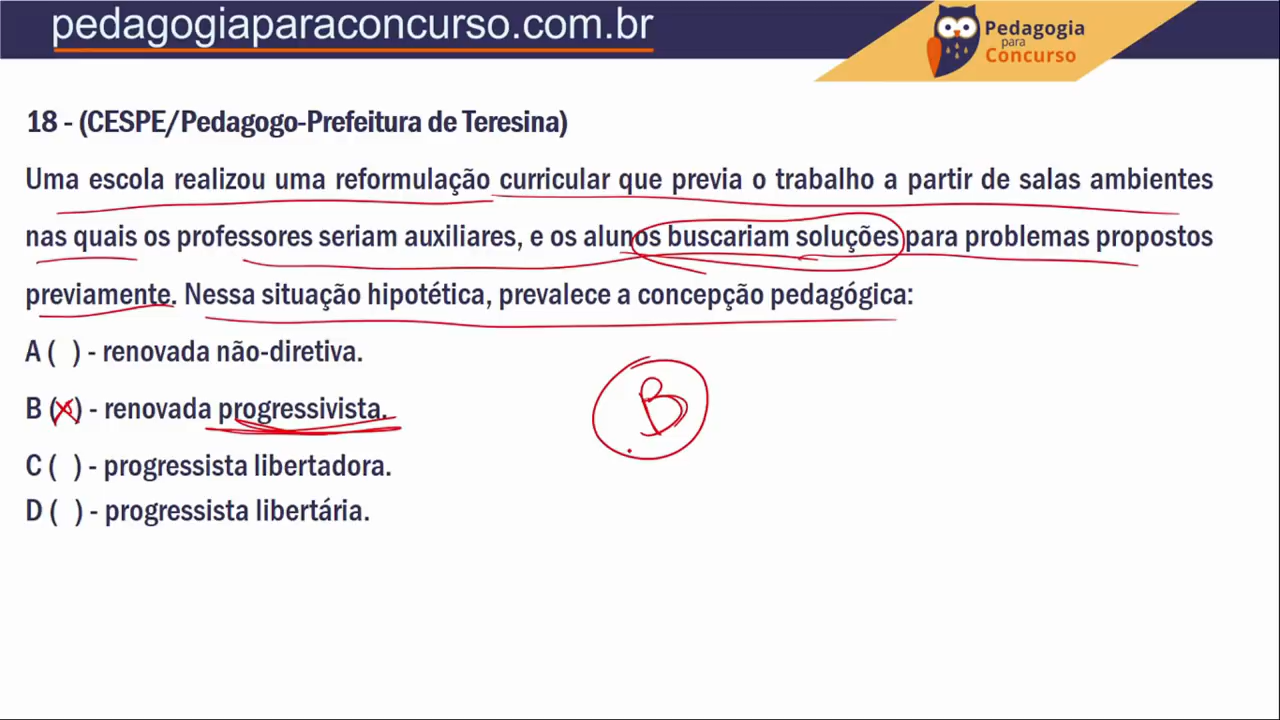 pedagogiaparaconcurso.com.br
Pedagogia
para
Concurso
18 - (CESPE/Pedagogo-Prefeitura de Teresina)
Uma escola realizou uma reformulação curricular que previa o trabalho a partir de salas ambientes
nas quais os professores seriam auxiliares, e os alunos buscariam soluções para problemas propostos
previamente. Nessa situação hipotética, prevalece a concepção pedagógica:
A ( ) - renovada não-diretiva.
B (x) - renovada progressivista.
B
C ( ) - progressista libertadora.
D ( ) - progressista libertária.